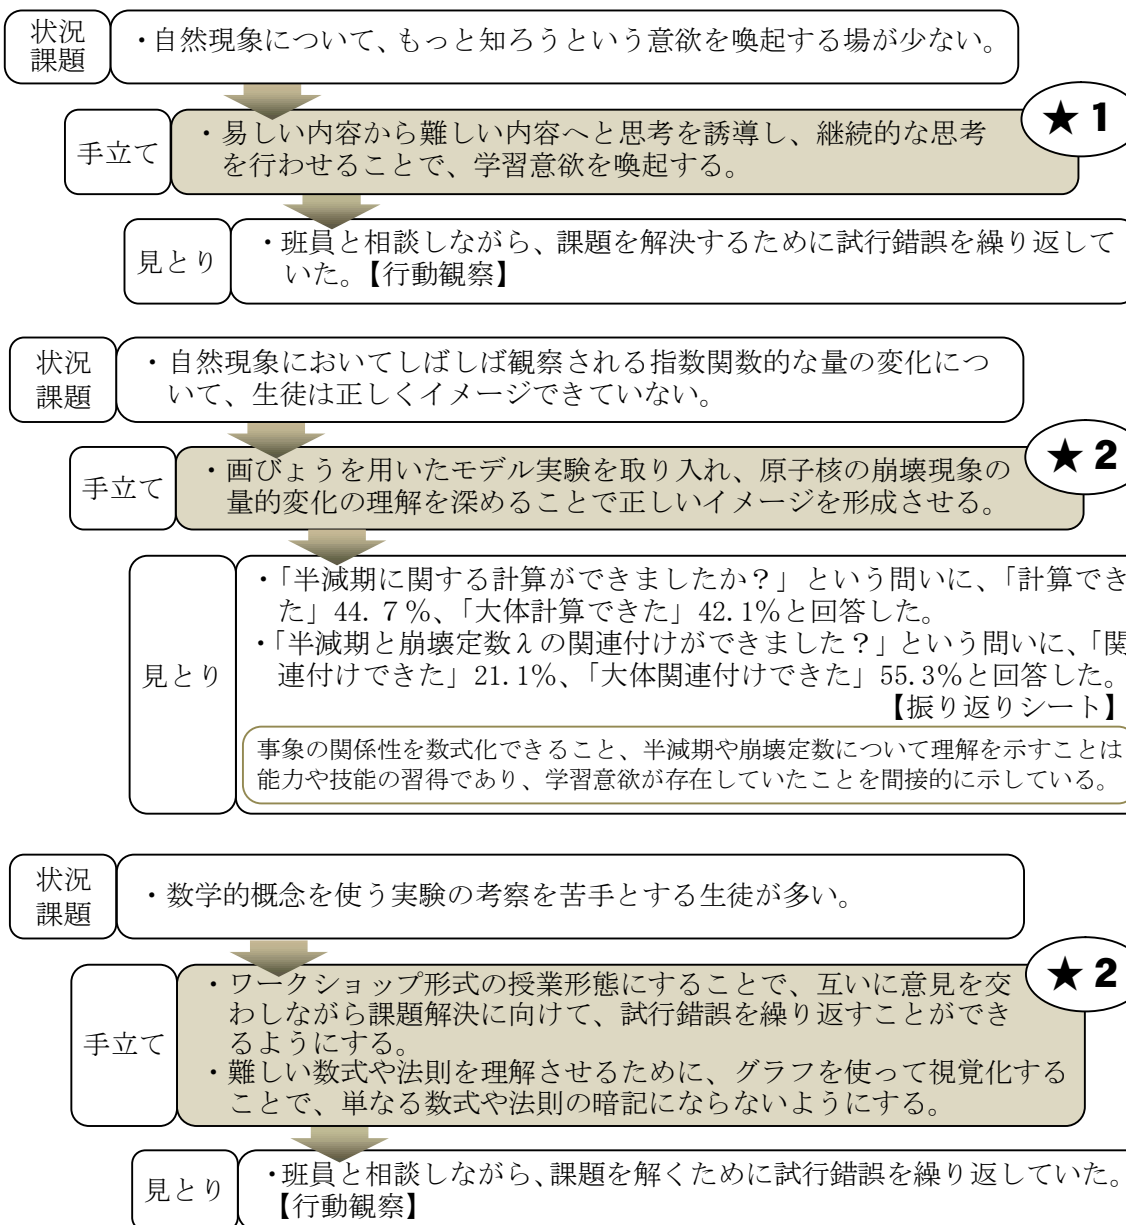 状況
課題
・自然現象について、もっと知ろうという意欲を喚起する場が少ない。
★1
手立て
・易しい内容から難しい内容へと思考を誘導し、継続的な思考
を行わせることで、学習意欲を喚起する。
見とり
・班員と相談しながら、課題を解決するために試行錯誤を繰り返して
いた。【行動観察】
状況
課題
・自然現象においてしばしば観察される指数関数的な量の変化につ
いて、生徒は正しくイメージできていない。
★2
手立て
・画びょうを用いたモデル実験を取り入れ、原子核の崩壊現象の
量的変化の理解を深めることで正しいイメージを形成させる。
見とり
・「半減期に関する計算ができましたか？」という問いに、「計算でき
た」44.７％、「大体計算できた」42.1%と回答した。
・「半減期と崩壊定数λの関連付けができました？」という問いに、「関
連付けできた」21.1%、「大体関連付けできた」55.3%と回答した。
【振り返りシート】
事象の関係性を数式化できること、半減期や崩壊定数について理解を示すことは
能力や技能の習得であり、学習意欲が存在していたことを間接的に示している。
状況
課題
・数学的概念を使う実験の考察を苦手とする生徒が多い。
★2
手立て
・ワークショップ形式の授業形態にすることで、互いに意見を交
わしながら課題解決に向けて、試行錯誤を繰り返すことができ
るようにする。
・難しい数式や法則を理解させるために、グラフを使って視覚化する
ことで、単なる数式や法則の暗記にならないようにする。
見とり
・班員と相談しながら、課題を解くために試行錯誤を繰り返していた。
【行動観察】